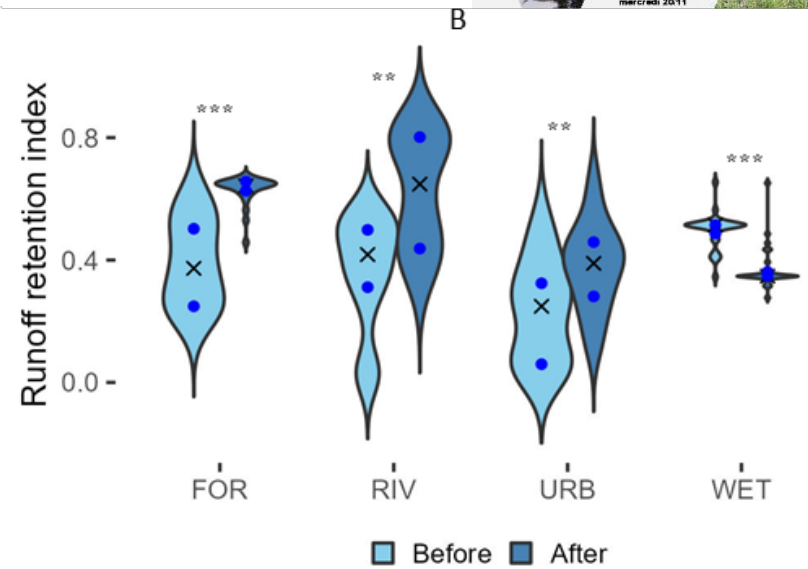 mercredi 20/11
B
Runoff retention index
0.8
0.4
0.0
***
**
**
***
FOR
RIV
URB
WET
Before
After